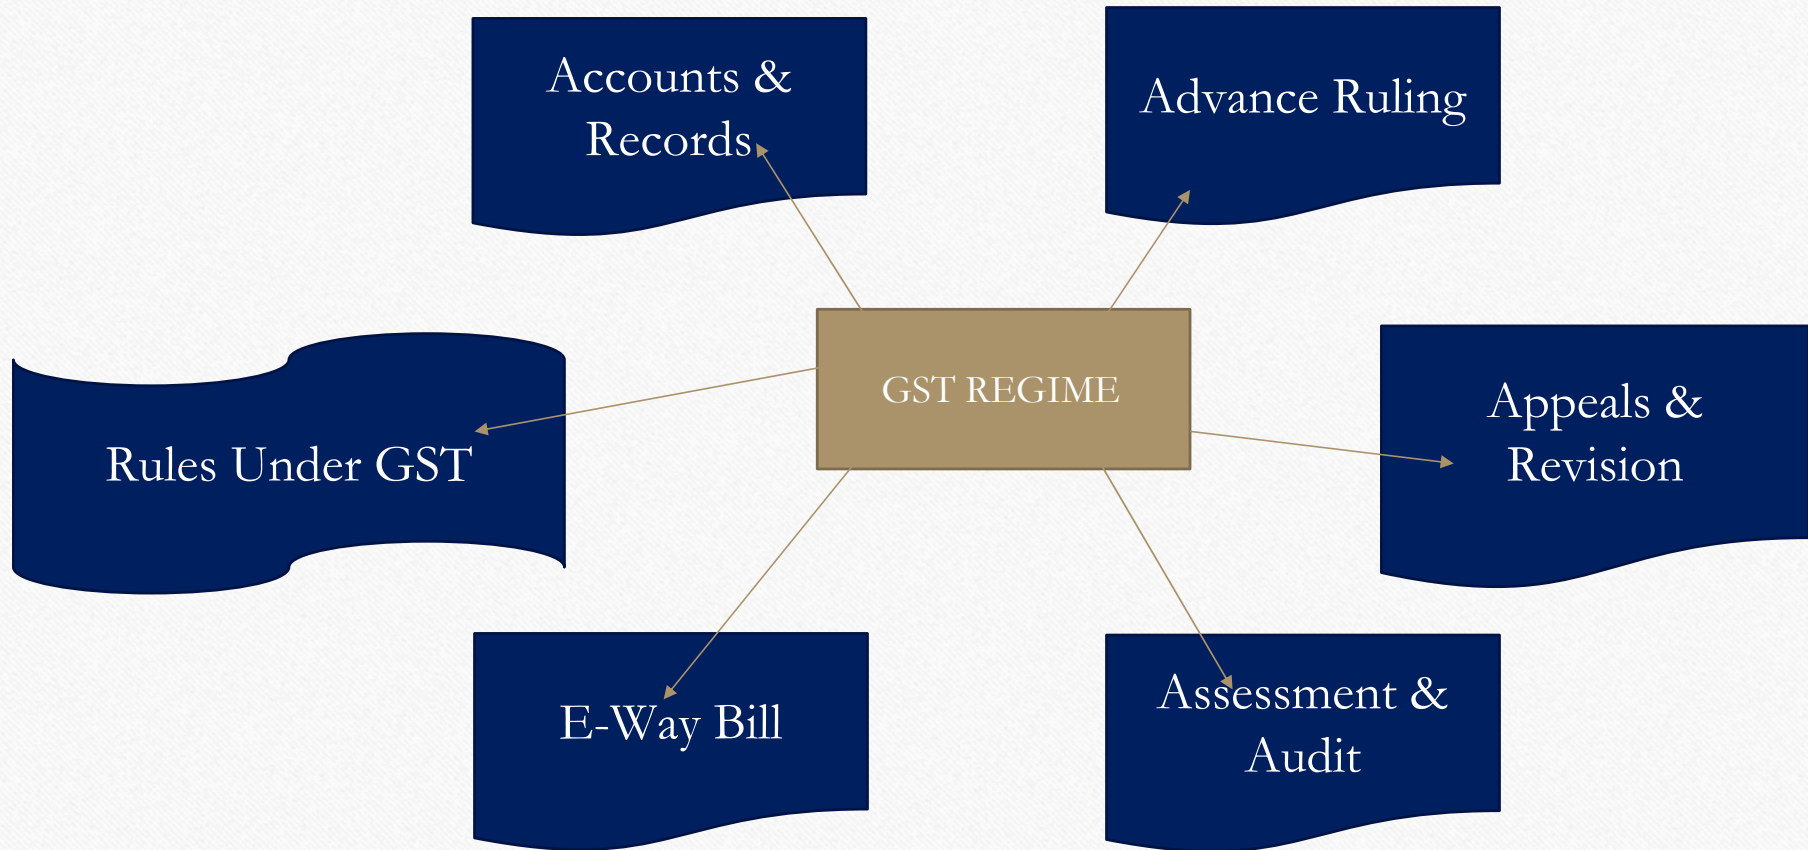 Accounts &
Records
Advance Ruling
GST REGIME
Appeals &
Revision
Rules Under GST
E-Way Bill
Assessment &
Audit